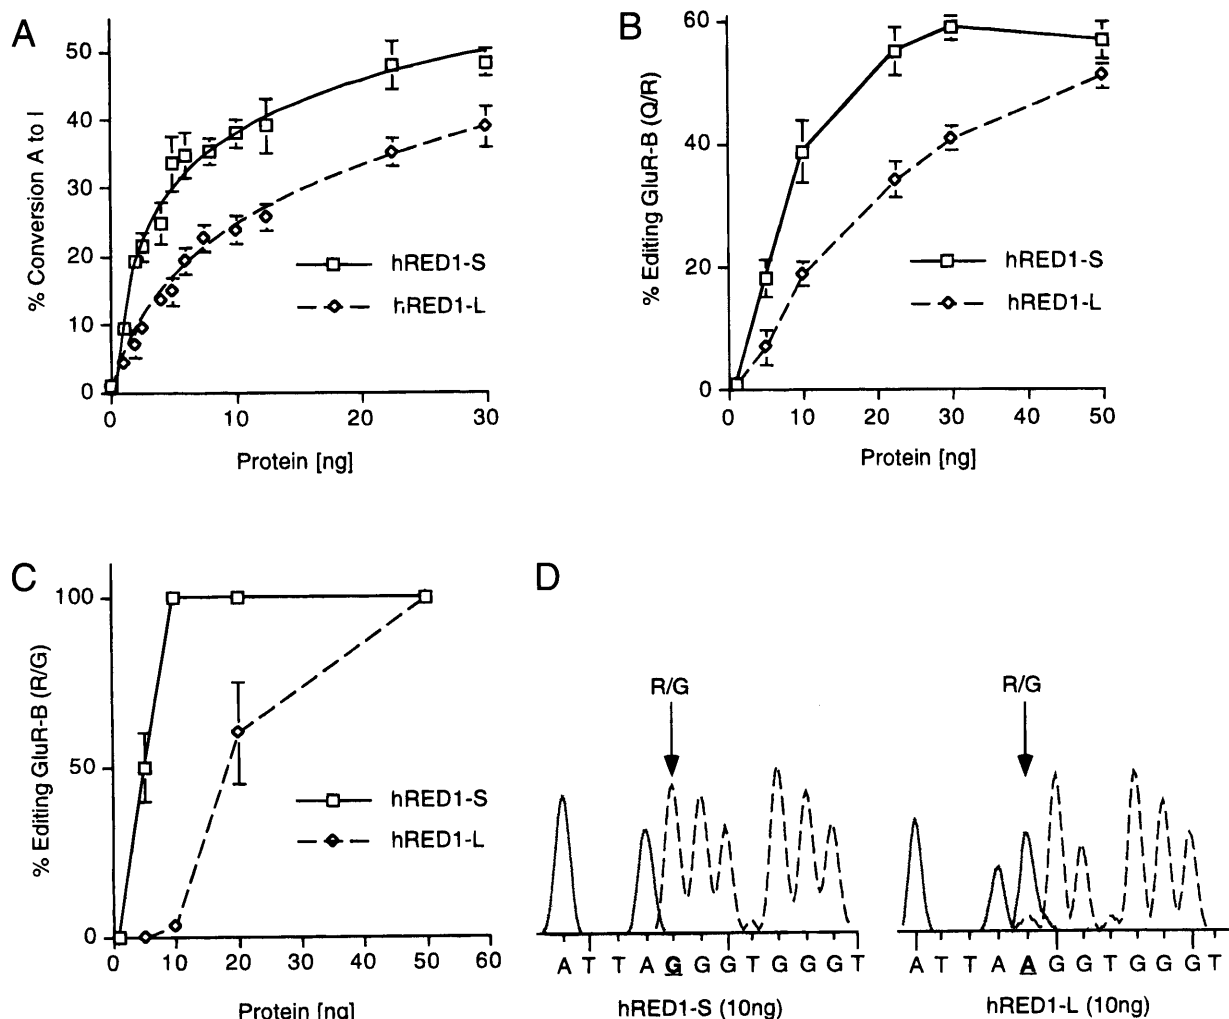 A
% Conversion A to I
50
40
30
20
10
0
0 10 20 30
Protein [ng]
hRED1-S
hRED1-L
B
% Editing GluR-B (Q/R)
60
40
20
0
0 10 20 30 40 50
Protein [ng]
hRED1-S
hRED1-L
C
% Editing GluR-B (R/G)
100
50
0
0 10 20 30 40 50 60
Protein [ng]
hRED1-S
hRED1-L
D
R/G
A T T A G G G T G G G T
hRED1-S (10ng)
R/G
A T T A A G G T G G G T
hRED1-L (10ng)